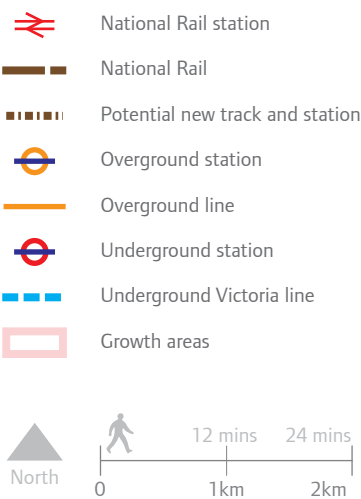 National Rail station
National Rail
Potential new track and station
Overground station
Overground line
Underground station
Underground Victoria line
Growth areas
12 mins 24 mins
North
0 1km 2km